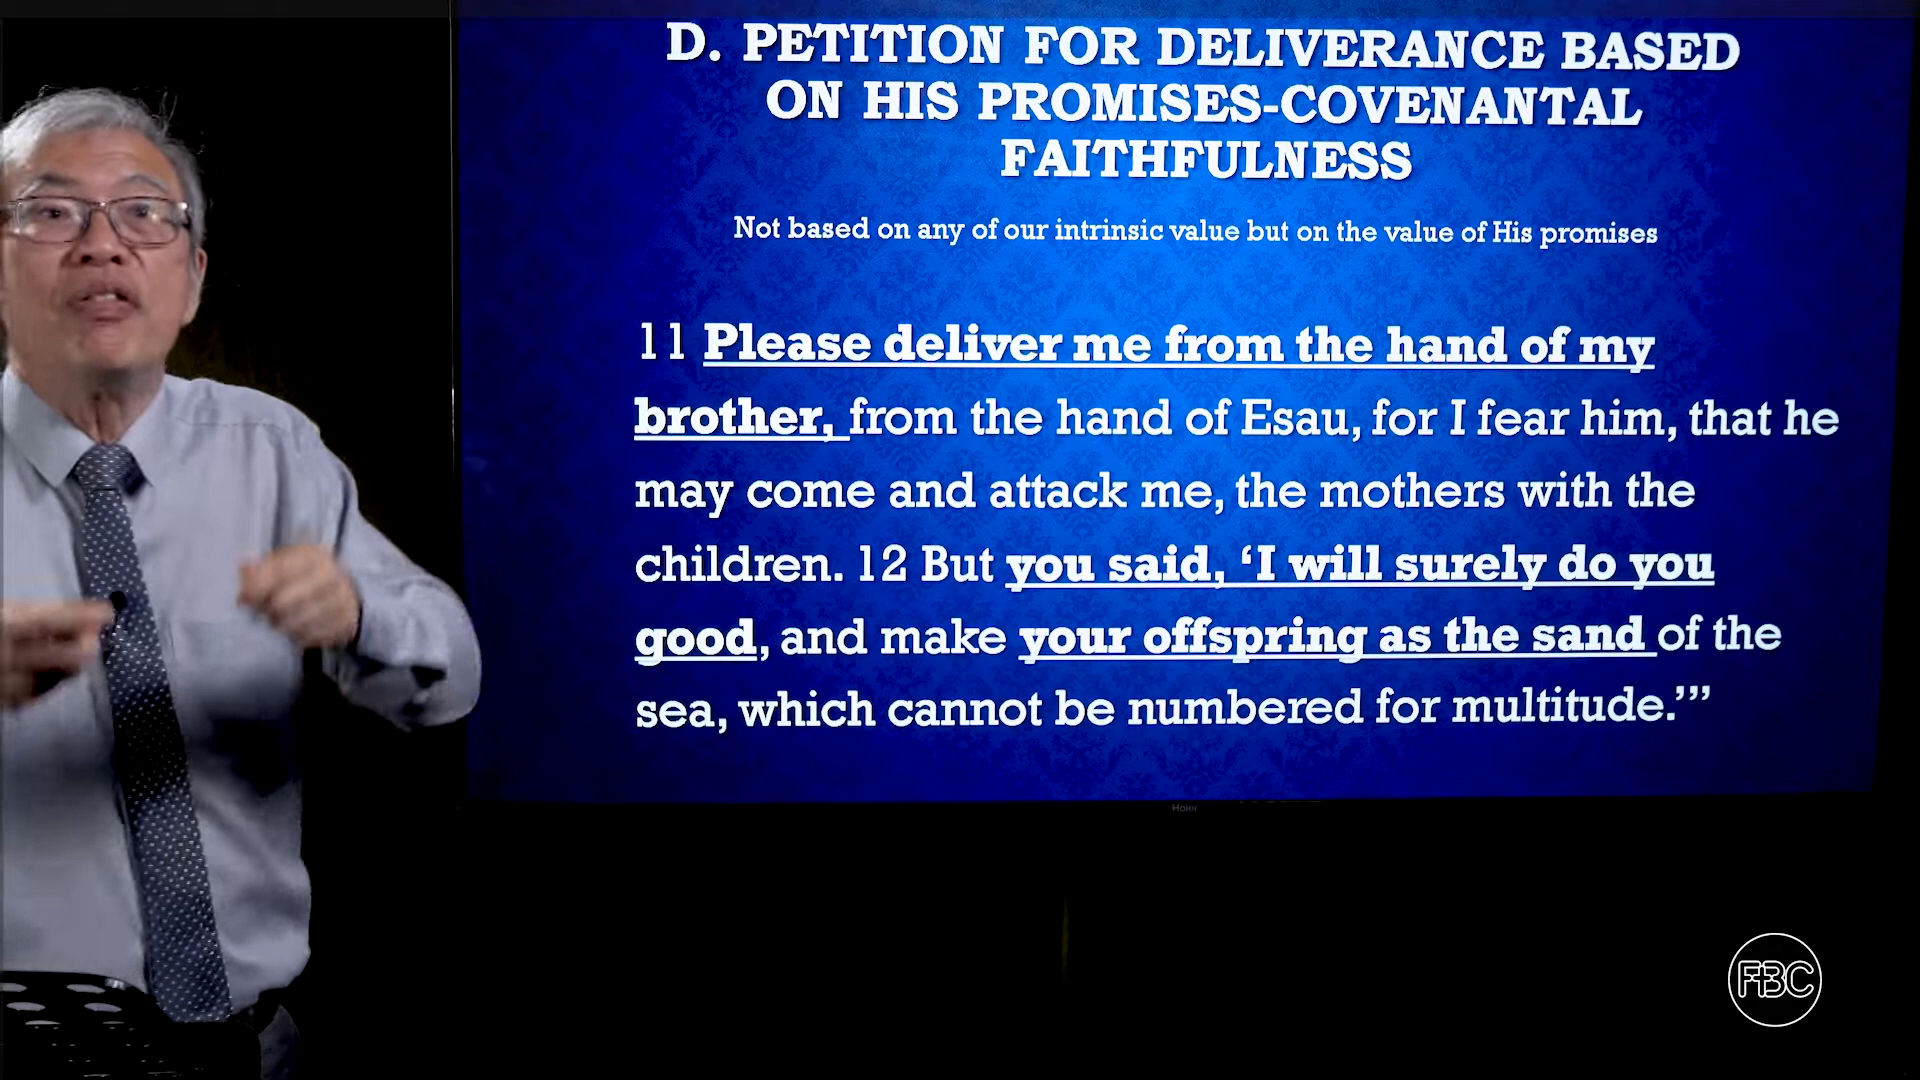 D. PETITION FOR DELIVERANCE BASED
ON HIS PROMISES-COVENANTAL
FAITHFULNESS
Not based on any of our intrinsic value but on the value of His promises
11 Please deliver me from the hand of my
brother, from the hand of Esau, for I fear him, that he
may come and attack me, the mothers with the
children. 12 But you said, ‘I will surely do you
good, and make your offspring as the sand of the
sea, which cannot be numbered for multitude.’”
Haier
FBC